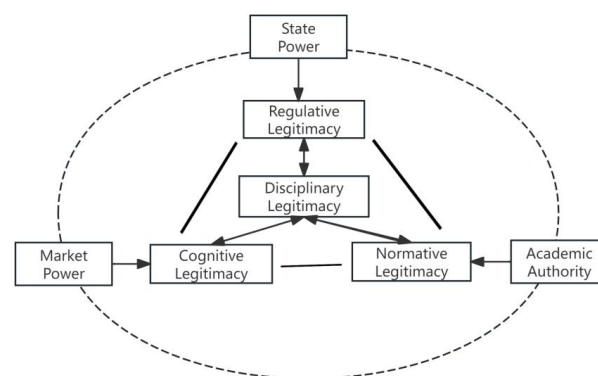 State
Power
Regulative
Legitimacy
Disciplinary
Legitimacy
Market
Power
Cognitive
Legitimacy
Normative
Legitimacy
Academic
Authority